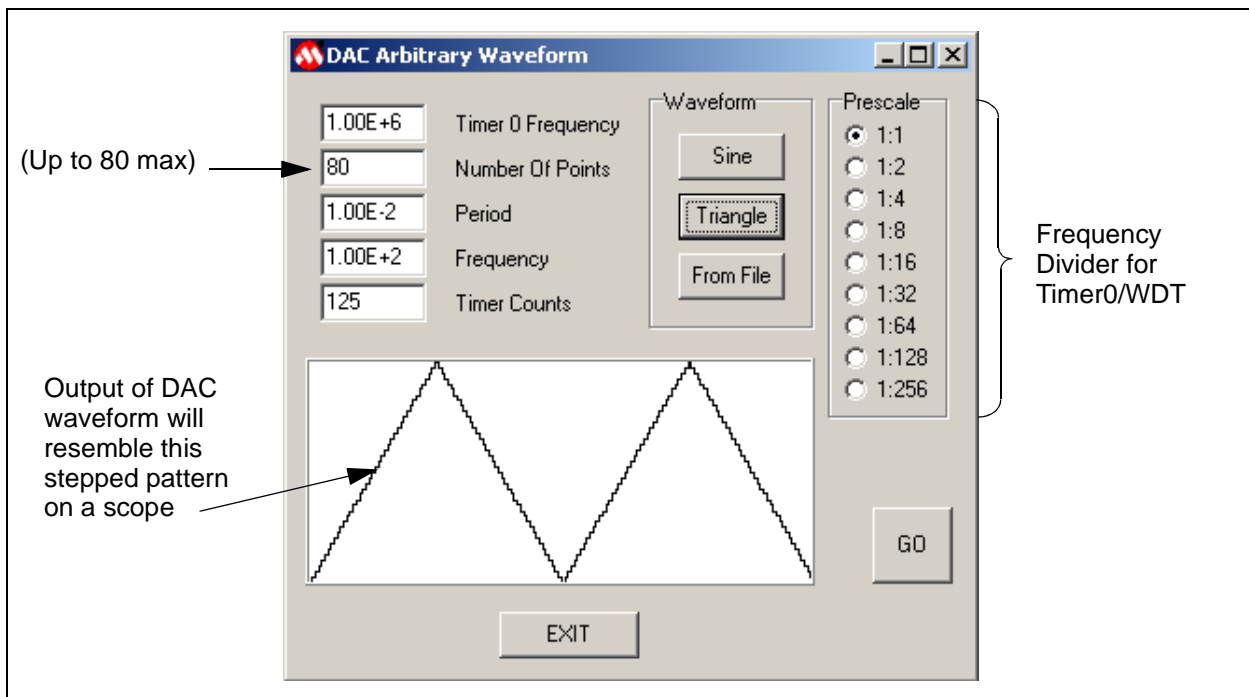 DAC Arbitrary Waveform
(Up to 80 max)
1.00E+6 Timer 0 Frequency
80 Number Of Points
1.00E-2 Period
1.00E+2 Frequency
125 Timer Counts
Waveform
Sine
Triangle
From File
Prescale
1:1
1:2
1:4
1:8
1:16
1:32
1:64
1:128
1:256
Frequency
Divider for
Timer0/WDT
Output of DAC
waveform will
resemble this
stepped pattern
on a scope
GO
EXIT